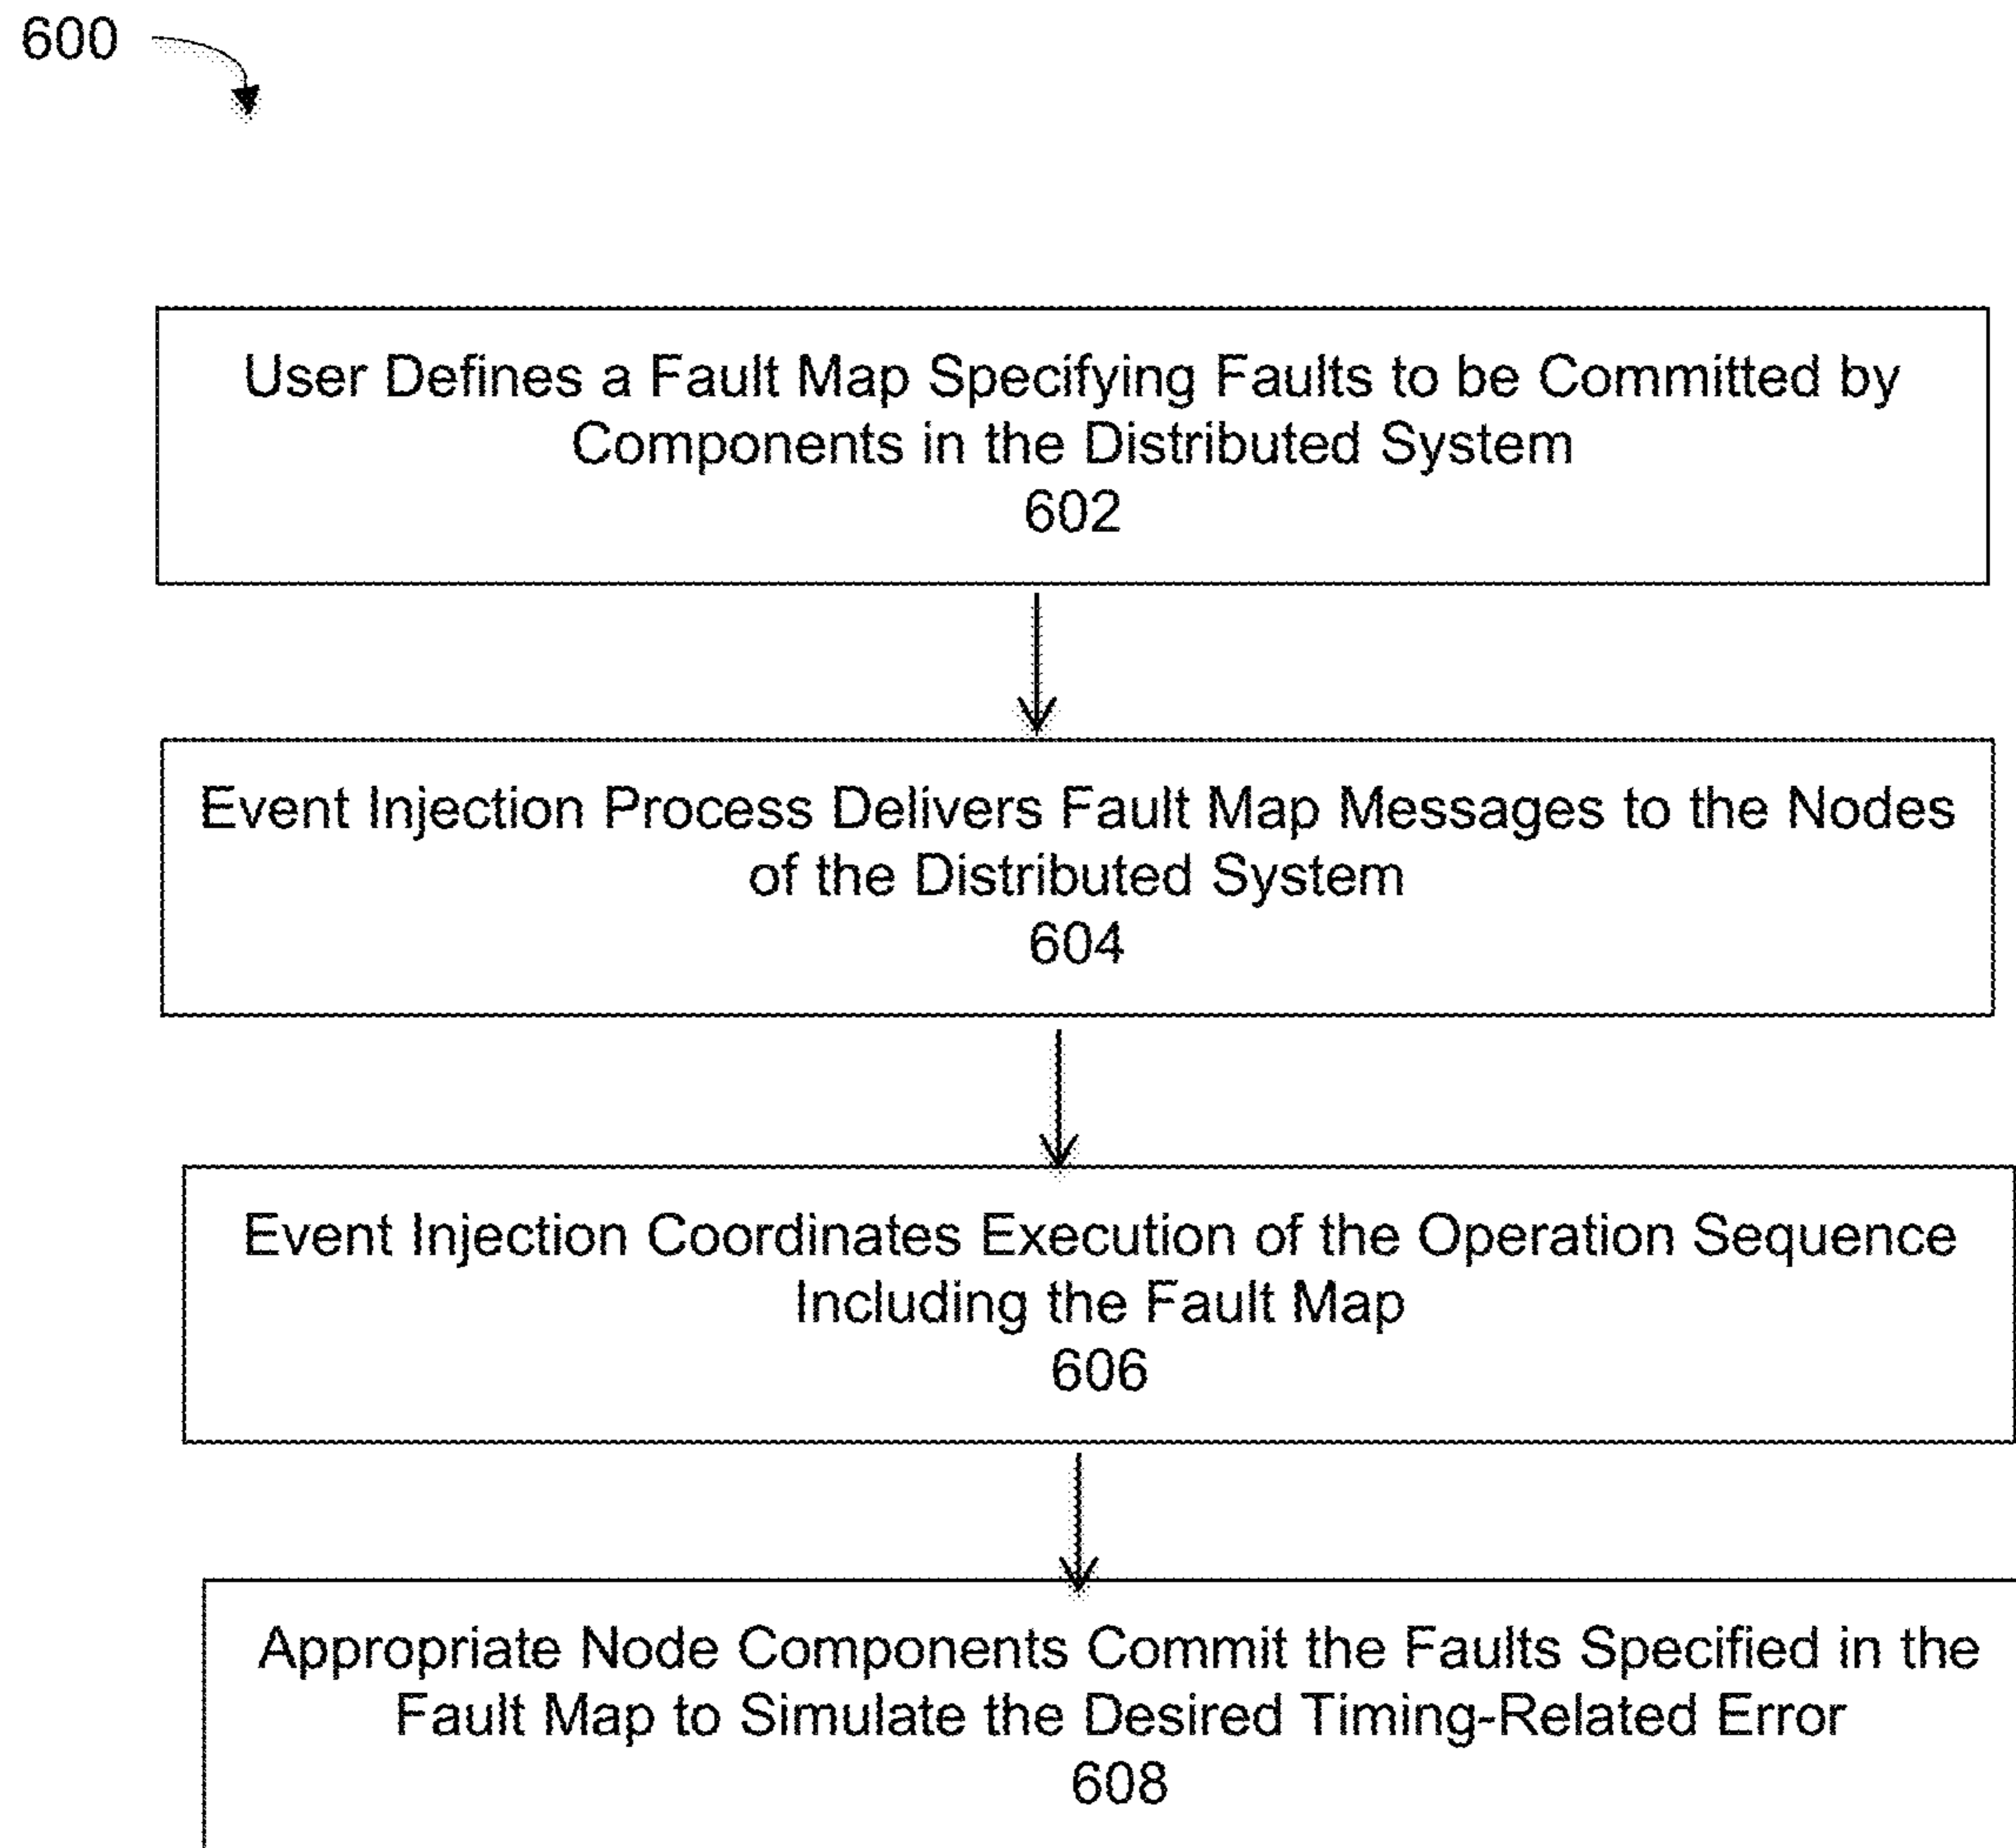 600
User Defines a Fault Map Specifying Faults to be Committed by
Components in the Distributed System
602
Event Injection Process Delivers Fault Map Messages to the Nodes
of the Distributed System
604
Event Injection Coordinates Execution of the Operation Sequence
Including the Fault Map
606
Appropriate Node Components Commit the Faults Specified in the
Fault Map to Simulate the Desired Timing-Related Error
608